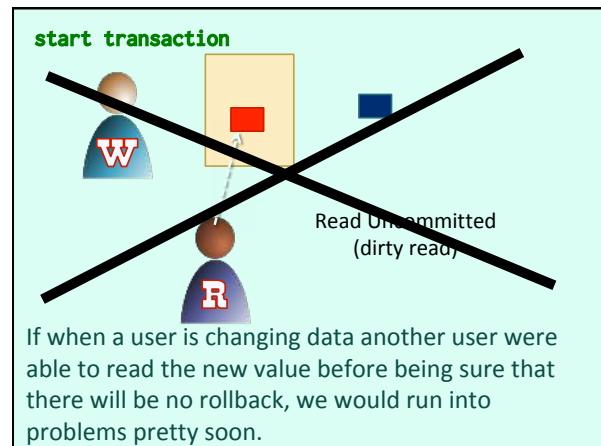 start transaction
W
Read Uncommitted
(dirty read)
R
If when a user is changing data another user were
able to read the new value before being sure that
there will be no rollback, we would run into
problems pretty soon.